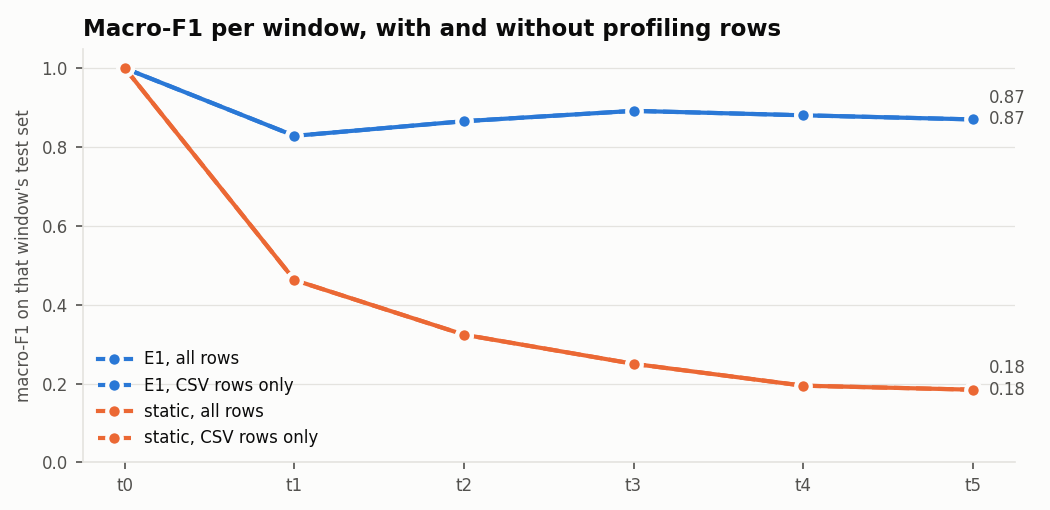 Macro-F1 per window, with and without profiling rows
macro-F1 on that window's test set
1.0
0.8
0.6
0.4
0.2
0.0
0.87
0.87
0.18
0.18
E1, all rows
E1, CSV rows only
static, all rows
static, CSV rows only
t0
t1
t2
t3
t4
t5